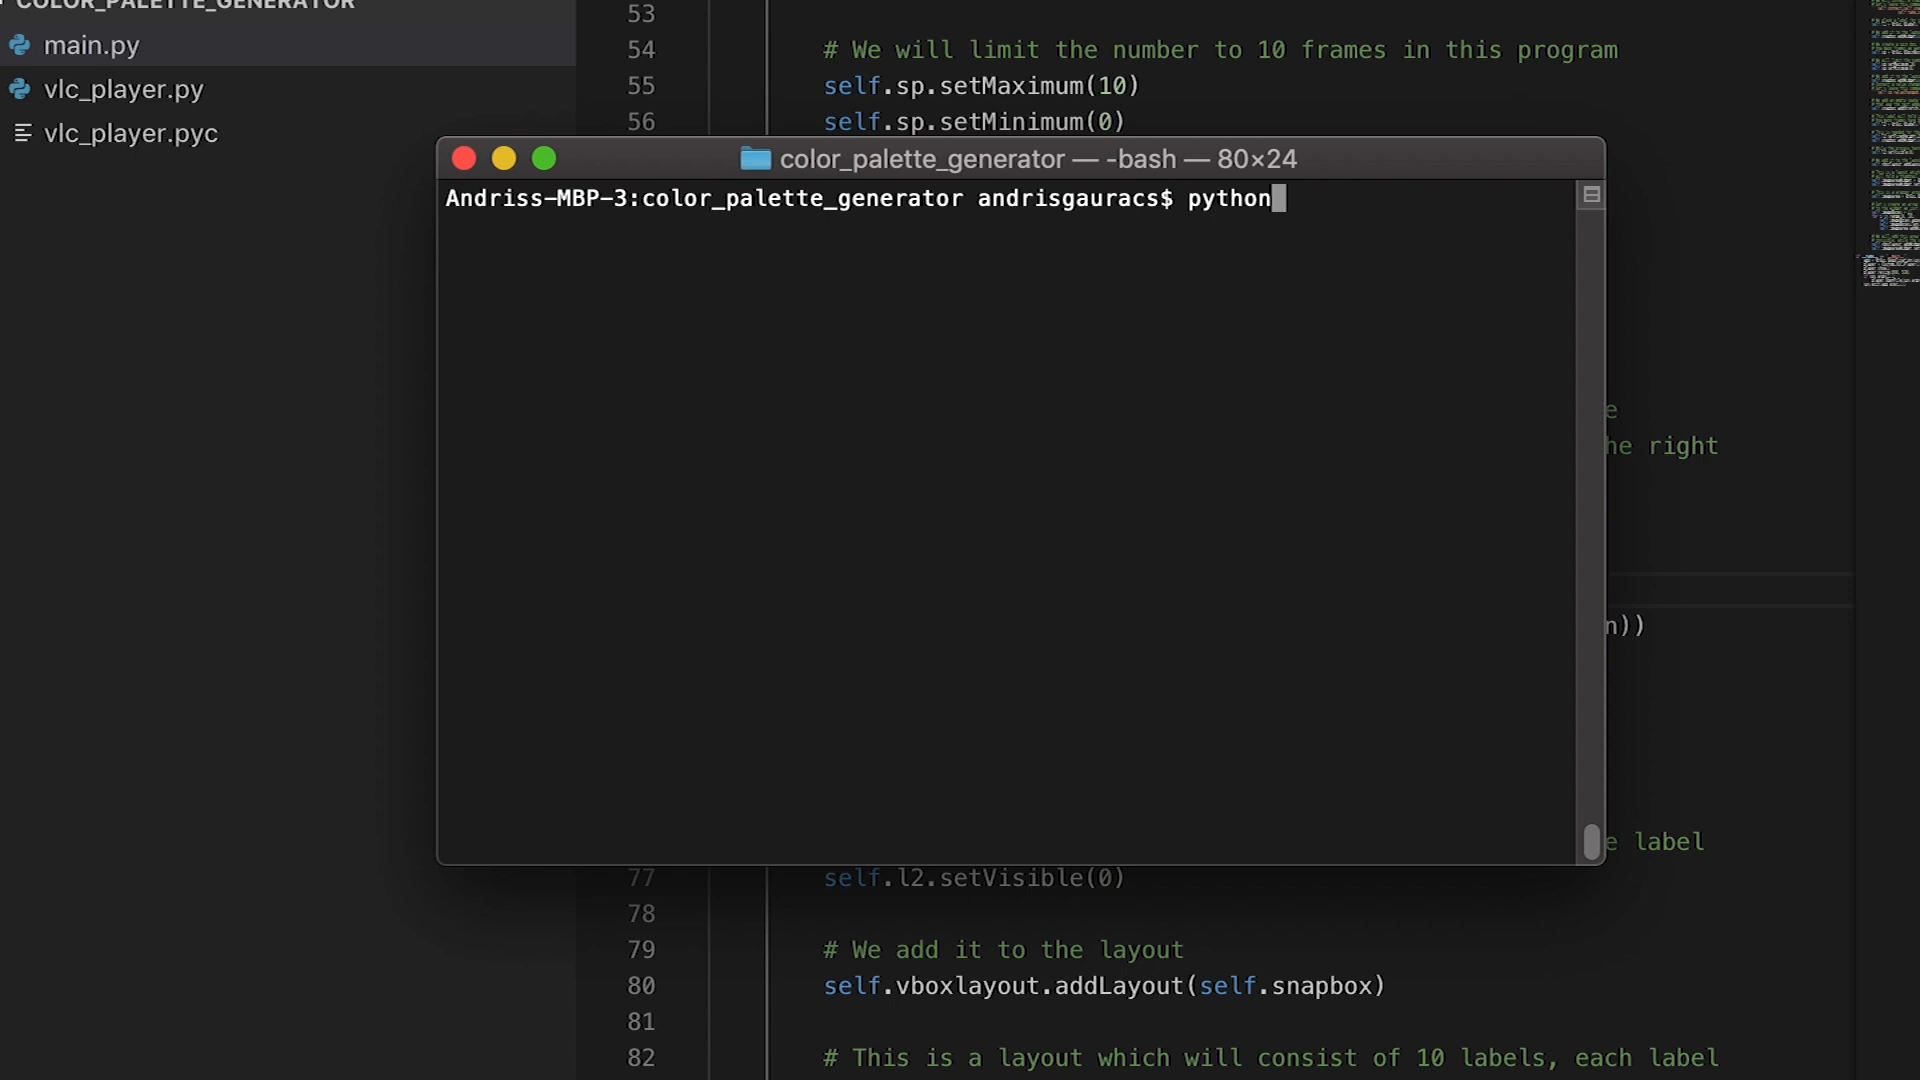 COLOR_PALETTE_GENERATOR
main.py
vlc_player.py
vlc_player.pyc
53
54 # We will limit the number to 10 frames in this program
55 self.sp.setMaximum(10)
56 self.sp.setMinimum(0)
color_palette_generator — -bash — 80×24
Andriss-MBP-3:color_palette_generator andrisgauracs$ python
e
he right
n))
e label
77 self.l2.setVisible(0)
78
79 # We add it to the layout
80 self.vboxlayout.addLayout(self.snapbox)
81
82 # This is a layout which will consist of 10 labels, each label